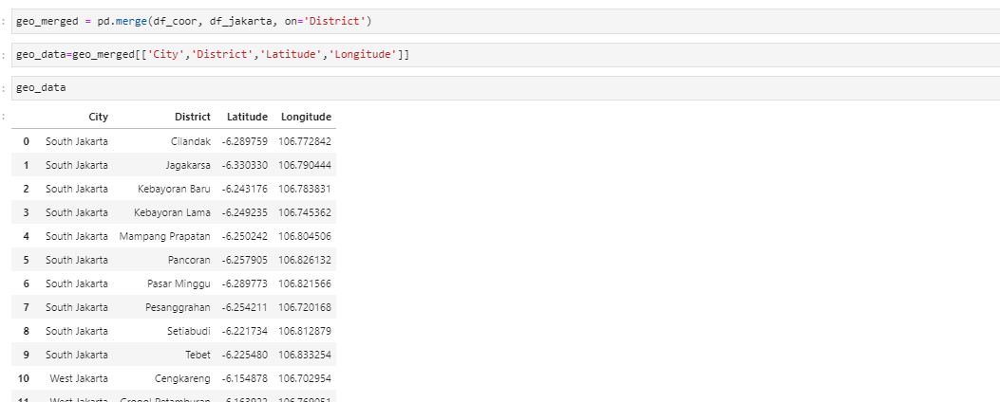 : geo_merged = pd.merge(df_coor, df_jakarta, on='District')
: geo_data=geo_merged[['City','District','Latitude','Longitude']]
: geo_data
:
City District Latitude Longitude
0 South Jakarta Cilandak -6.289759 106.772842
1 South Jakarta Jagakarsa -6.330330 106.790444
2 South Jakarta Kebayoran Baru -6.243176 106.783831
3 South Jakarta Kebayoran Lama -6.249235 106.745362
4 South Jakarta Mampang Prapatan -6.250242 106.804506
5 South Jakarta Pancoran -6.257905 106.826132
6 South Jakarta Pasar Minggu -6.289773 106.821566
7 South Jakarta Pesanggrahan -6.254211 106.720168
8 South Jakarta Setiabudi -6.221734 106.812879
9 South Jakarta Tebet -6.225480 106.833254
10 West Jakarta Cengkareng -6.154878 106.702954
11 West Jakarta Grogol Petamburan -6.163922 106.769051